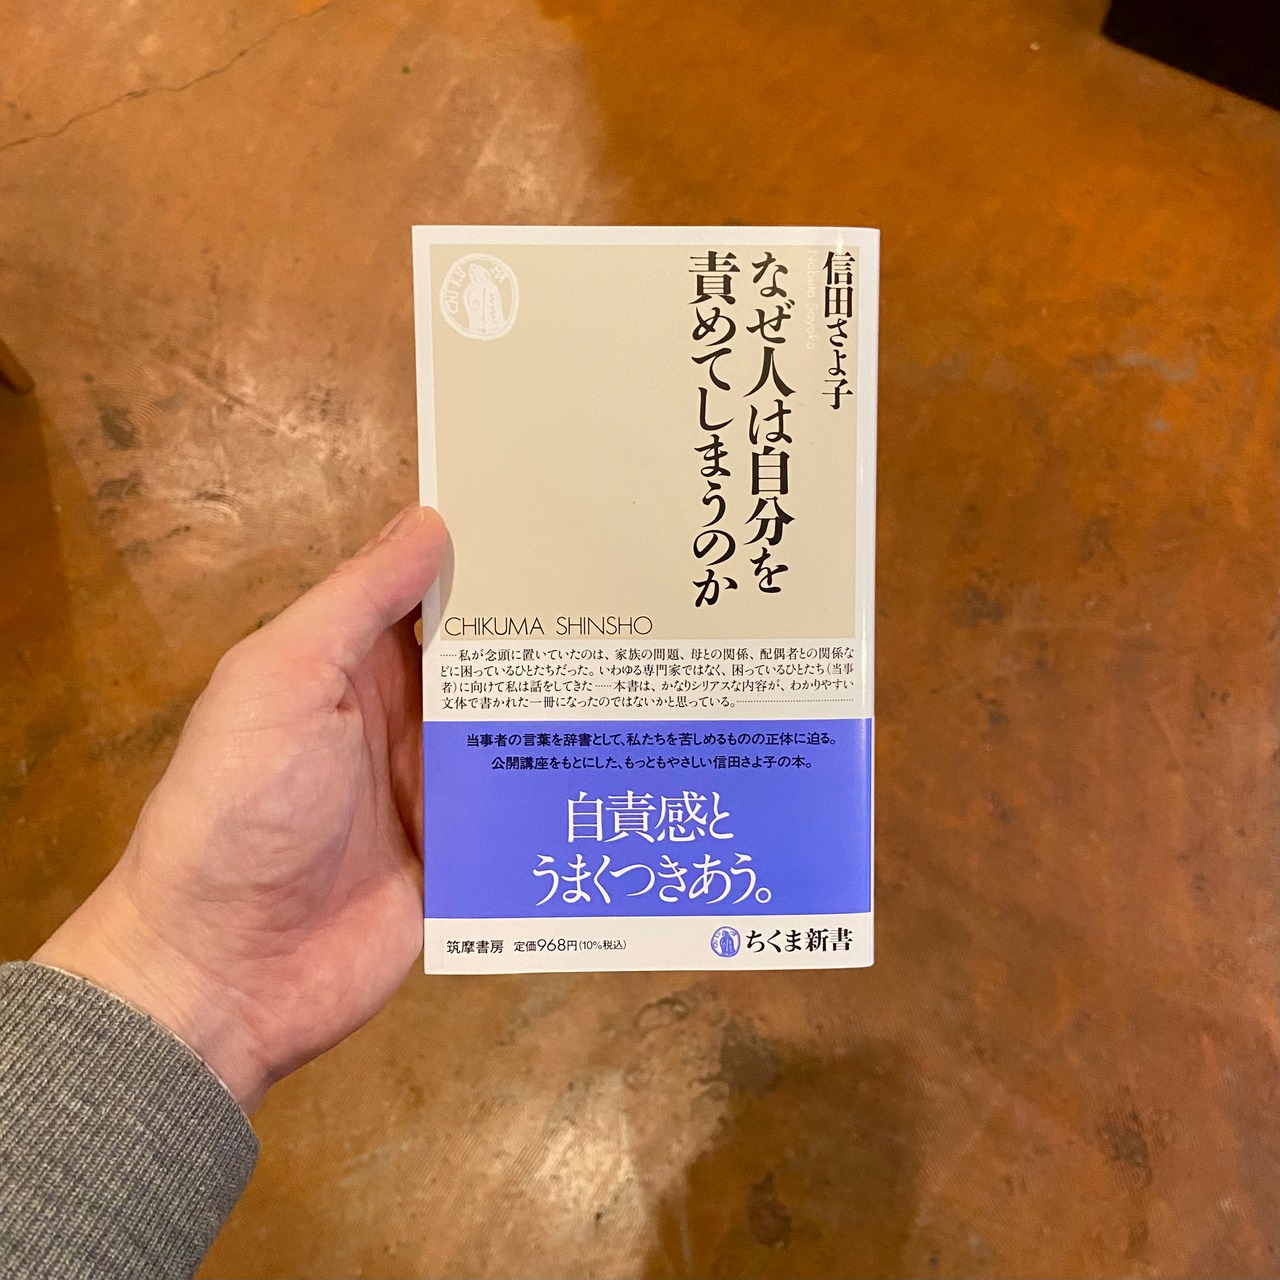 信田さよ子
Nobuta Sayoko
なぜ人は自分を
責めてしまうのか
CHIKUMA
CHIKUMA SHINSHO
……私が念頭に置いていたのは、家族の問題、母との関係、配偶者との関係な
どに困っているひとたちだった。いわゆる専門家ではなく、困っているひとたち（当事
者）に向けて私は話をしてきた……本書は、かなりシリアスな内容が、わかりやすい
文体で書かれた一冊になったのではないかと思っている。……………………
当事者の言葉を辞書として、私たちを苦しめるものの正体に迫る。
公開講座をもとにした、もっともやさしい信田さよ子の本。
自責感と
うまくつきあう。
筑摩書房 定価968円（10%税込）
ちくま新書